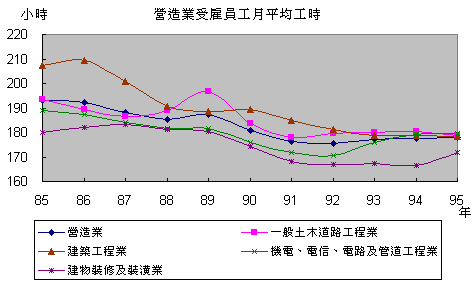 小時
營造業受雇員工月平均工時
220
210
200
190
180
170
160
85 86 87 88 89 90 91 92 93 94 95
年
營造業 一般土木道路工程業
建築工程業 機電、電信、電路及管道工程業
建物裝修及裝潢業